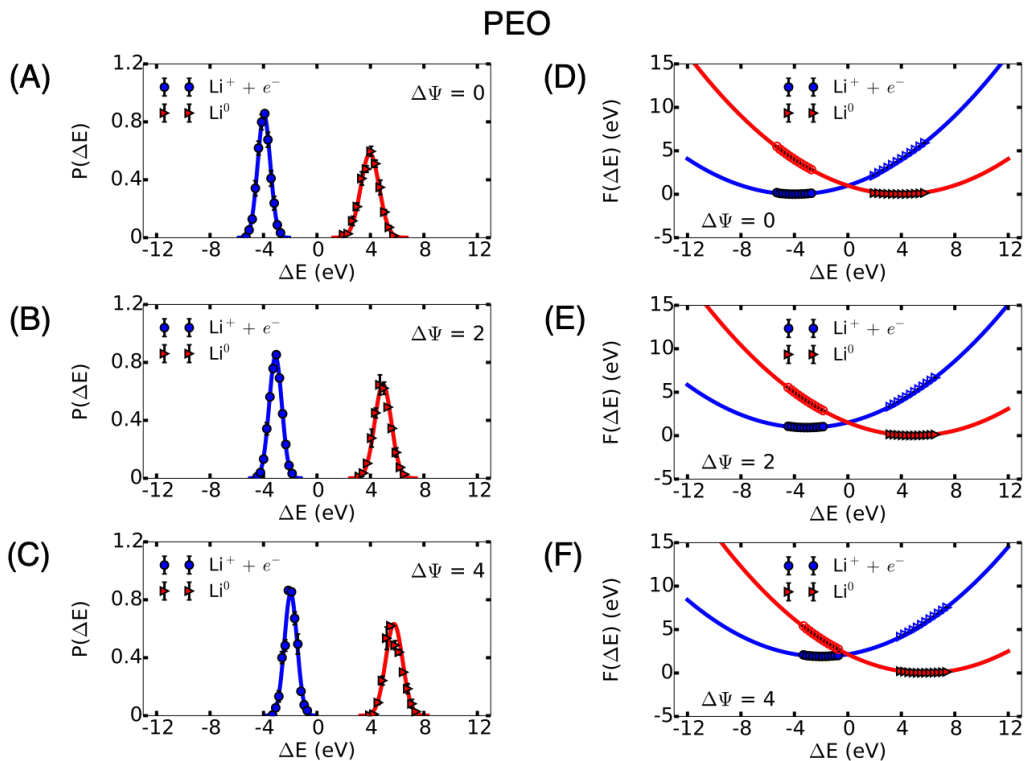 PEO
(A)
1.2
0.8
0.4
0
P(ΔE)
Li⁺ + e⁻
Li⁰
ΔΨ = 0
-12 -8 -4 0 4 8 12
ΔE (eV)
(D)
15
10
5
0
-5
F(ΔE) (eV)
Li⁺ + e⁻
Li⁰
ΔΨ = 0
-12 -8 -4 0 4 8 12
ΔE (eV)
(B)
1.2
0.8
0.4
0
P(ΔE)
Li⁺ + e⁻
Li⁰
ΔΨ = 2
-12 -8 -4 0 4 8 12
ΔE (eV)
(E)
15
10
5
0
-5
F(ΔE) (eV)
Li⁺ + e⁻
Li⁰
ΔΨ = 2
-12 -8 -4 0 4 8 12
ΔE (eV)
(C)
1.2
0.8
0.4
0
P(ΔE)
Li⁺ + e⁻
Li⁰
ΔΨ = 4
-12 -8 -4 0 4 8 12
ΔE (eV)
(F)
15
10
5
0
-5
F(ΔE) (eV)
Li⁺ + e⁻
Li⁰
ΔΨ = 4
-12 -8 -4 0 4 8 12
ΔE (eV)